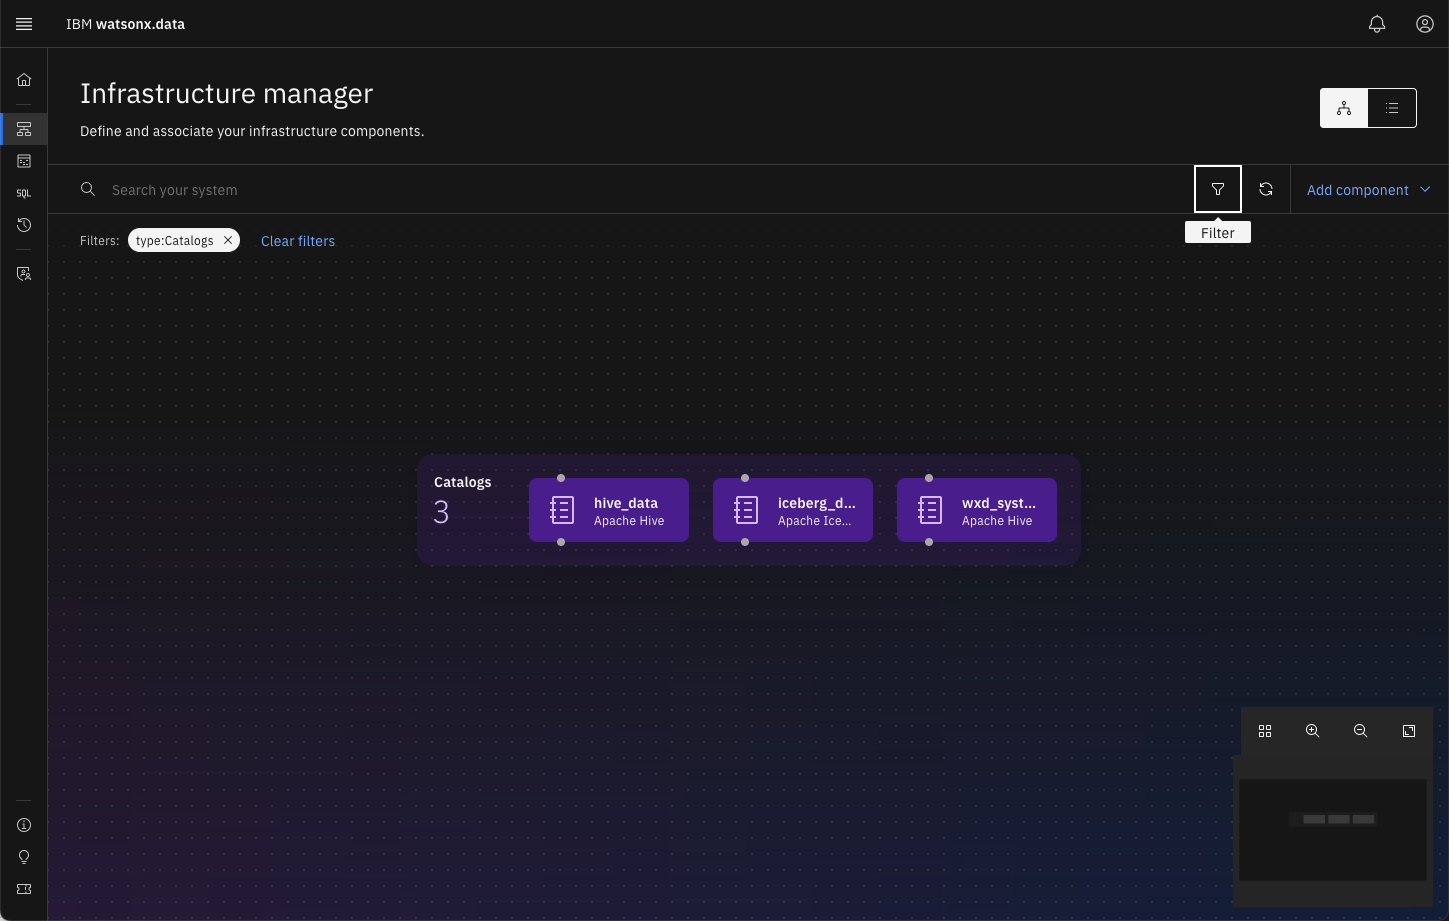 IBM watsonx.data
Infrastructure manager
Define and associate your infrastructure components.
Search your system
Add component
Filter
Filters: type:Catalogs Clear filters
SQL
Catalogs
3
hive_data
Apache Hive
iceberg_d...
Apache Ice...
wxd_syst...
Apache Hive